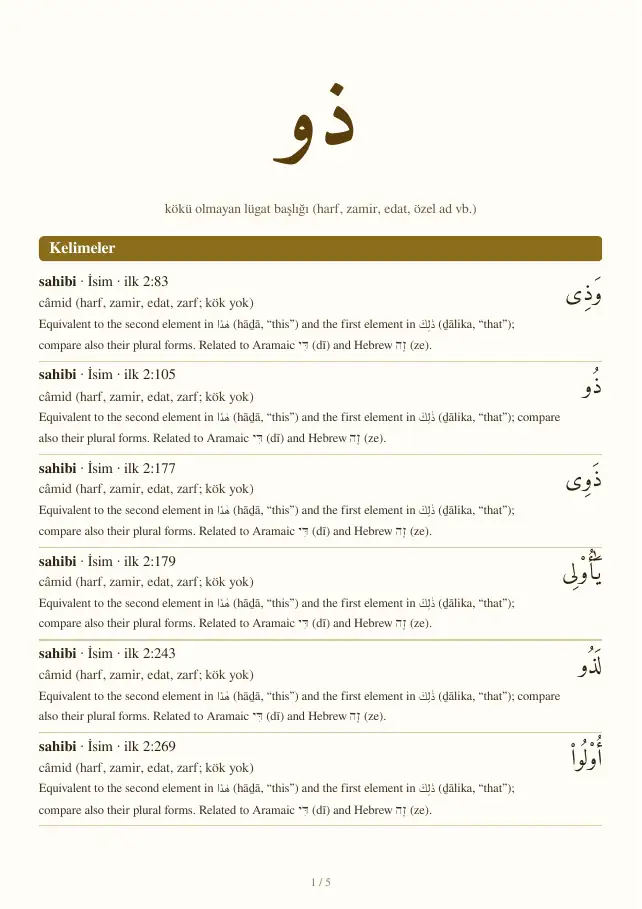 ذو
kökü olmayan lügat başlığı (harf, zamir, edat, özel ad vb.)
Kelimeler
sahibi · İsim · ilk 2:83
وَذِى
câmid (harf, zamir, edat, zarf; kök yok)
Equivalent to the second element in هٰذا (hāḏā, “this”) and the first element in ذٰلِكَ (ḏālika, “that”);
compare also their plural forms. Related to Aramaic דִּי (dī) and Hebrew זֶה (ze).
sahibi · İsim · ilk 2:105
ذُو
câmid (harf, zamir, edat, zarf; kök yok)
Equivalent to the second element in هٰذا (hāḏā, “this”) and the first element in ذٰلِكَ (ḏālika, “that”); compare
also their plural forms. Related to Aramaic דִּי (dī) and Hebrew זֶה (ze).
sahibi · İsim · ilk 2:177
ذَوِى
câmid (harf, zamir, edat, zarf; kök yok)
Equivalent to the second element in هٰذا (hāḏā, “this”) and the first element in ذٰلِكَ (ḏālika, “that”);
compare also their plural forms. Related to Aramaic דִּי (dī) and Hebrew זֶה (ze).
sahibi · İsim · ilk 2:179
يَٰٓأُو۟لِى
câmid (harf, zamir, edat, zarf; kök yok)
Equivalent to the second element in هٰذا (hāḏā, “this”) and the first element in ذٰلِكَ (ḏālika, “that”);
compare also their plural forms. Related to Aramaic דִּי (dī) and Hebrew זֶה (ze).
sahibi · İsim · ilk 2:243
لَذُو
câmid (harf, zamir, edat, zarf; kök yok)
Equivalent to the second element in هٰذا (hāḏā, “this”) and the first element in ذٰلِكَ (ḏālika, “that”); compare
also their plural forms. Related to Aramaic דִּי (dī) and Hebrew זֶה (ze).
sahibi · İsim · ilk 2:269
أُو۟لُوا۟
câmid (harf, zamir, edat, zarf; kök yok)
Equivalent to the second element in هٰذا (hāḏā, “this”) and the first element in ذٰلِكَ (ḏālika, “that”);
compare also their plural forms. Related to Aramaic דִּי (dī) and Hebrew זֶה (ze).
1 / 5